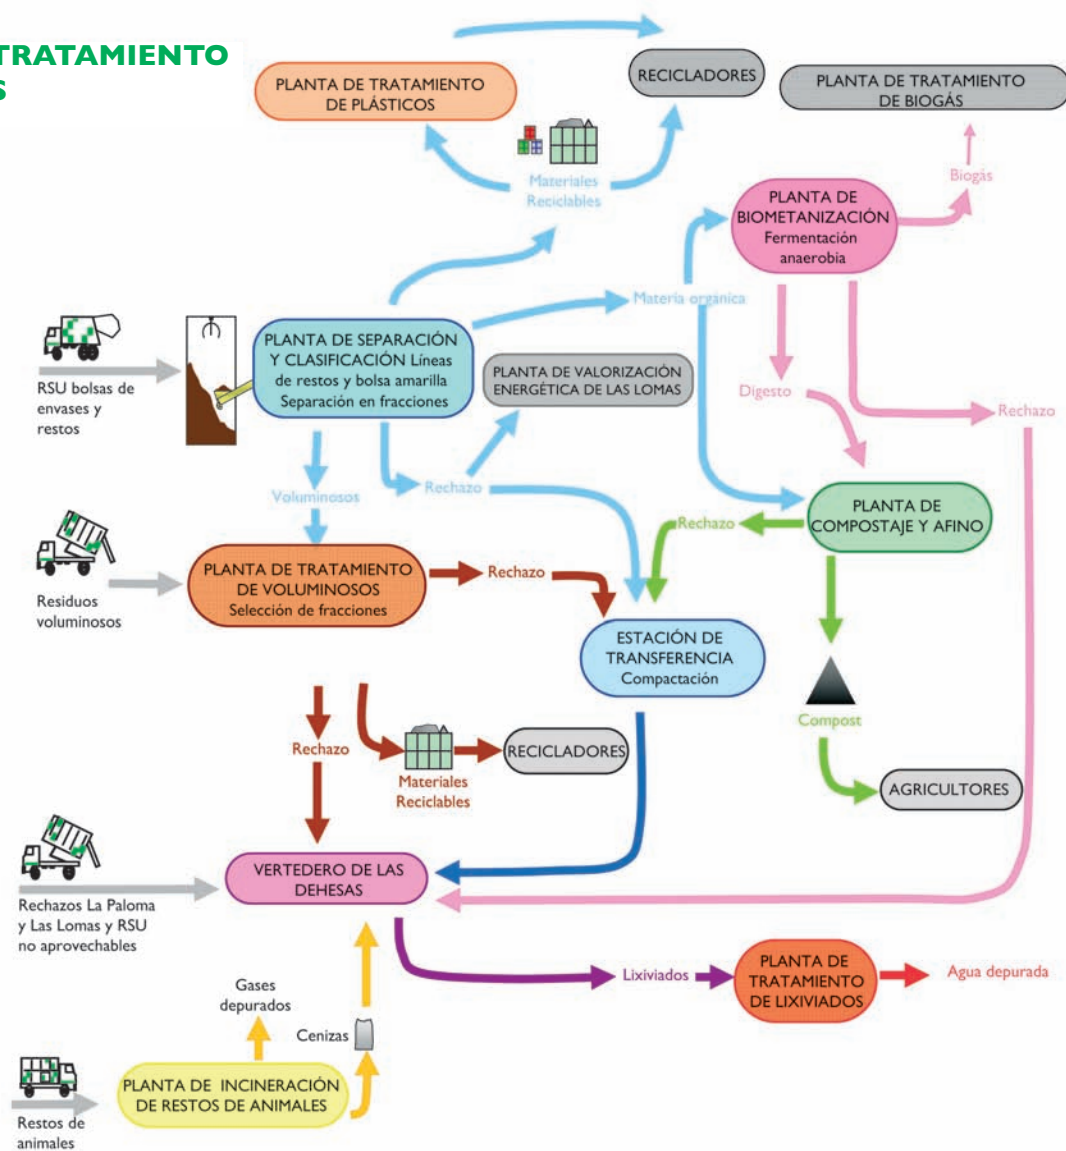 TRATAMIENTO
S
PLANTA DE TRATAMIENTO
DE PLÁSTICOS
RECICLADORES
PLANTA DE TRATAMIENTO
DE BIOGÁS
Materiales
Reciclables
Biogás
PLANTA DE
BIOMETANIZACIÓN
Fermentación
anaerobia
Materia orgánica
RSU bolsas de
envases y
restos
PLANTA DE SEPARACIÓN
Y CLASIFICACIÓN Líneas
de restos y bolsa amarilla
Separación en fracciones
PLANTA DE VALORIZACIÓN
ENERGÉTICA DE LAS LOMAS
Digesto
Rechazo
Voluminosos
Rechazo
PLANTA DE
COMPOSTAJE Y AFINO
Rechazo
Residuos
voluminosos
PLANTA DE TRATAMIENTO
DE VOLUMINOSOS
Selección de fracciones
Rechazo
ESTACIÓN DE
TRANSFERENCIA
Compactación
Compost
Rechazo
Materiales
Reciclables
RECICLADORES
AGRICULTORES
VERTEDERO DE LAS
DEHESAS
Rechazos La Paloma
y Las Lomas y RSU
no aprovechables
Lixiviados
PLANTA DE
TRATAMIENTO
DE LIXIVIADOS
Agua depurada
Gases
depurados
Cenizas
PLANTA DE INCINERACIÓN
DE RESTOS DE ANIMALES
Restos de
animales